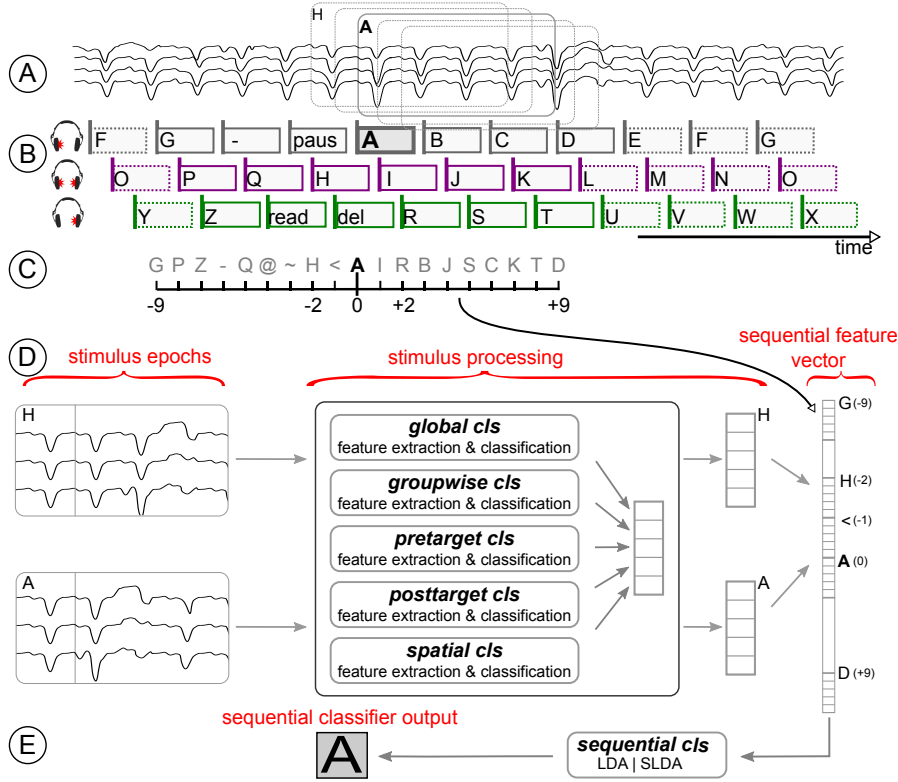 H
A
A
B
F G - paus A B C D E F G
O P Q H I J K L M N O
Y Z read del R S T U V W X
time
C
G P Z - Q @ ~ H < A I R B J S C K T D
-9 -2 0 +2 +9
D
stimulus epochs
stimulus processing
sequential feature
vector
H
global cls
feature extraction & classification
groupwise cls
feature extraction & classification
pretarget cls
feature extraction & classification
posttarget cls
feature extraction & classification
spatial cls
feature extraction & classification
A
H
A
G (-9)
H (-2)
< (-1)
A (0)
D (+9)
E
sequential classifier output
A
sequential cls
LDA | SLDA